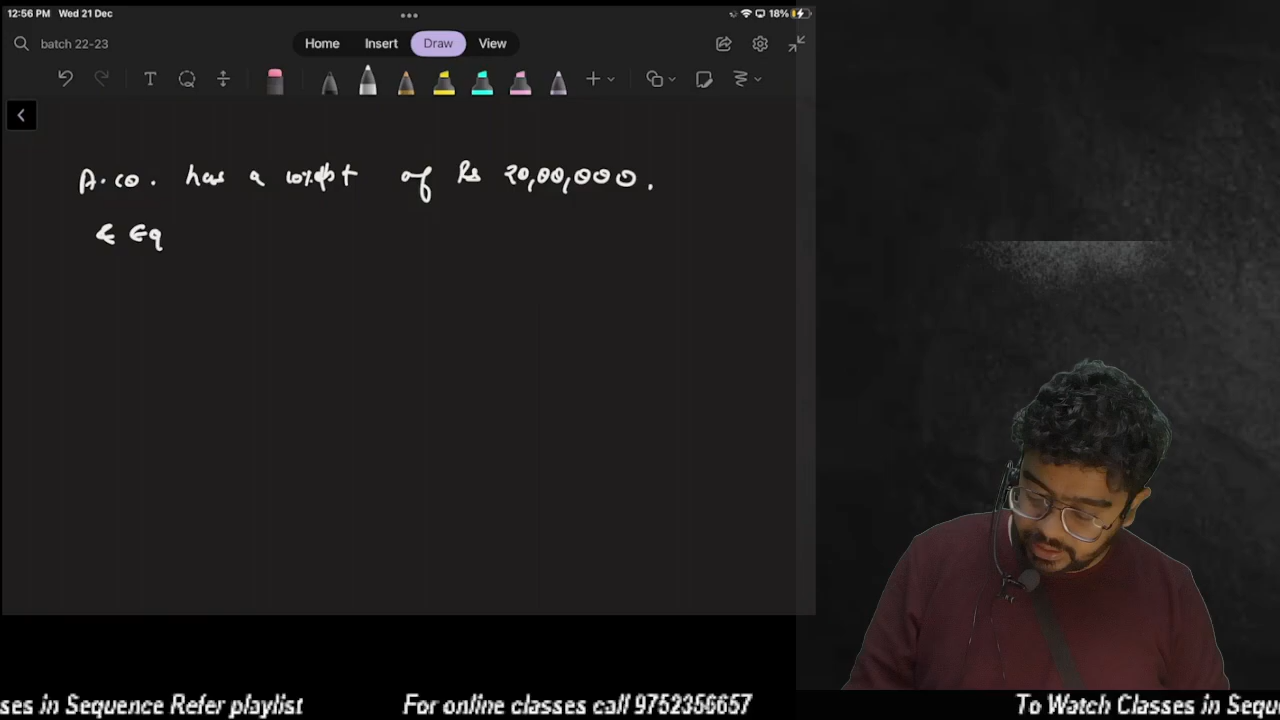 12:56 PM Wed 21 Dec
18%
batch 22-23
Home Insert Draw View
A. co. has a 10% dbt of Rs 20,00,000.
& Eq
ses in Sequence Refer playlist For online classes call 9752356657 To Watch Classes in Sequ